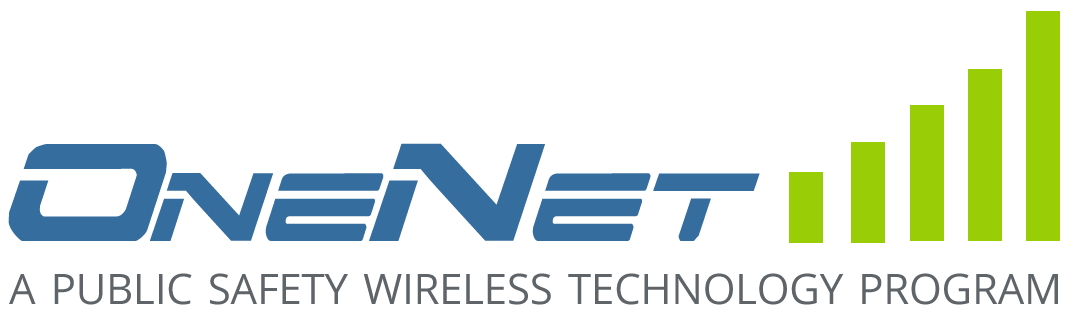 OneNet
A PUBLIC SAFETY WIRELESS TECHNOLOGY PROGRAM